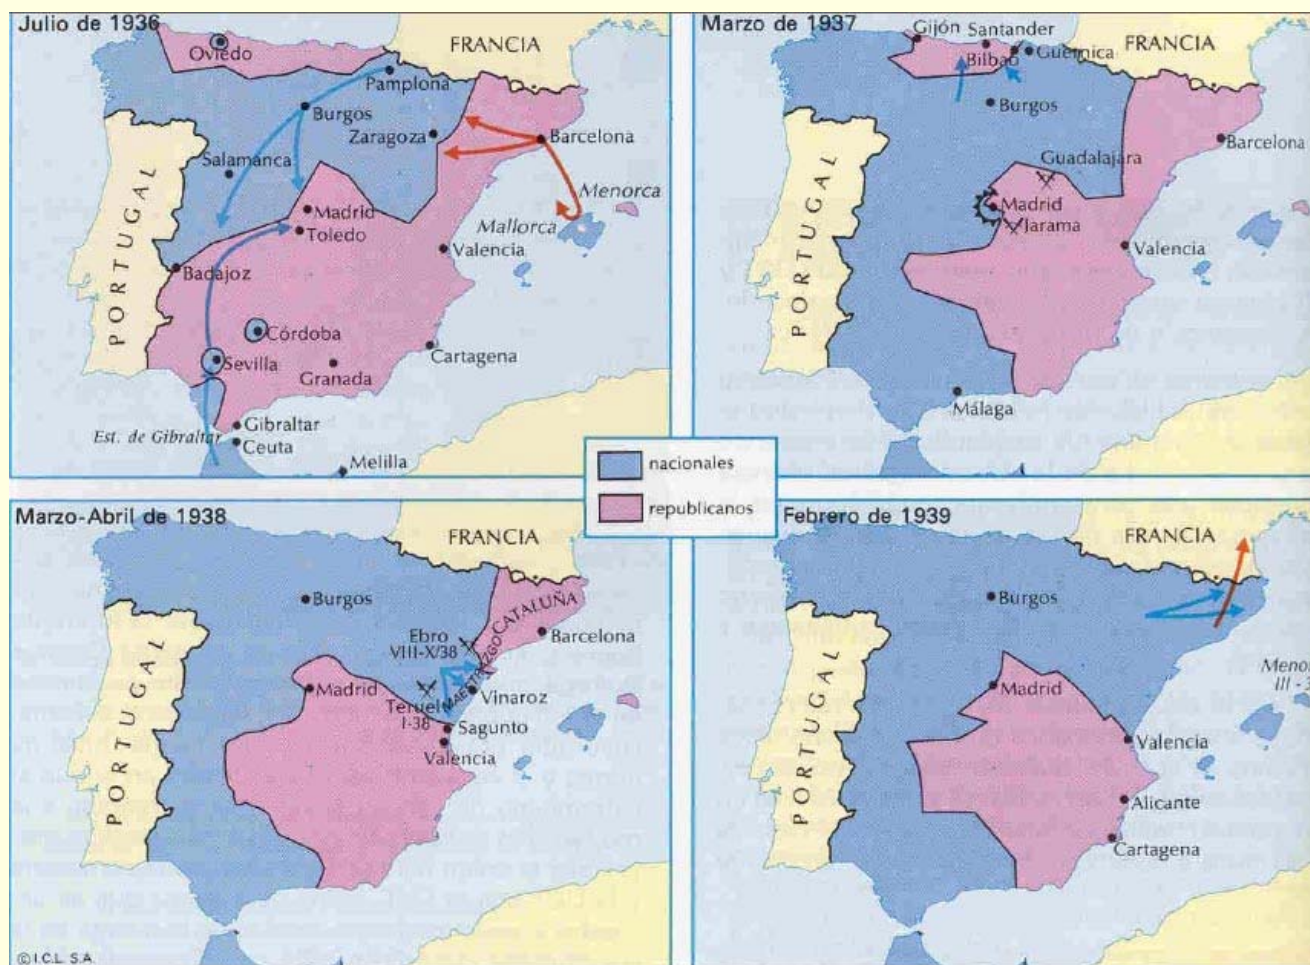 Julio de 1936
Oviedo
FRANCIA
Pamplona
Burgos
Zaragoza
Barcelona
Salamanca
Menorca
Mallorca
PORTUGAL
Madrid
Toledo
Valencia
Badajoz
Córdoba
Sevilla
Granada
Cartagena
Gibraltar
Est. de Gibraltar
Ceuta
Melilla
Marzo de 1937
Gijón
Santander
FRANCIA
Guernica
Bilbao
Burgos
Barcelona
Guadalajara
PORTUGAL
Madrid
Jarama
Valencia
Málaga
nacionales
republicanos
Marzo-Abril de 1938
FRANCIA
Burgos
CATALUÑA
Ebro
VIII-X/38
Barcelona
PORTUGAL
Madrid
MAESTRAZGO
Teruel
I-38
Vinaroz
Sagunto
Valencia
© I.C.L. S.A.
Febrero de 1939
FRANCIA
Burgos
PORTUGAL
Madrid
Valencia
Alicante
Cartagena